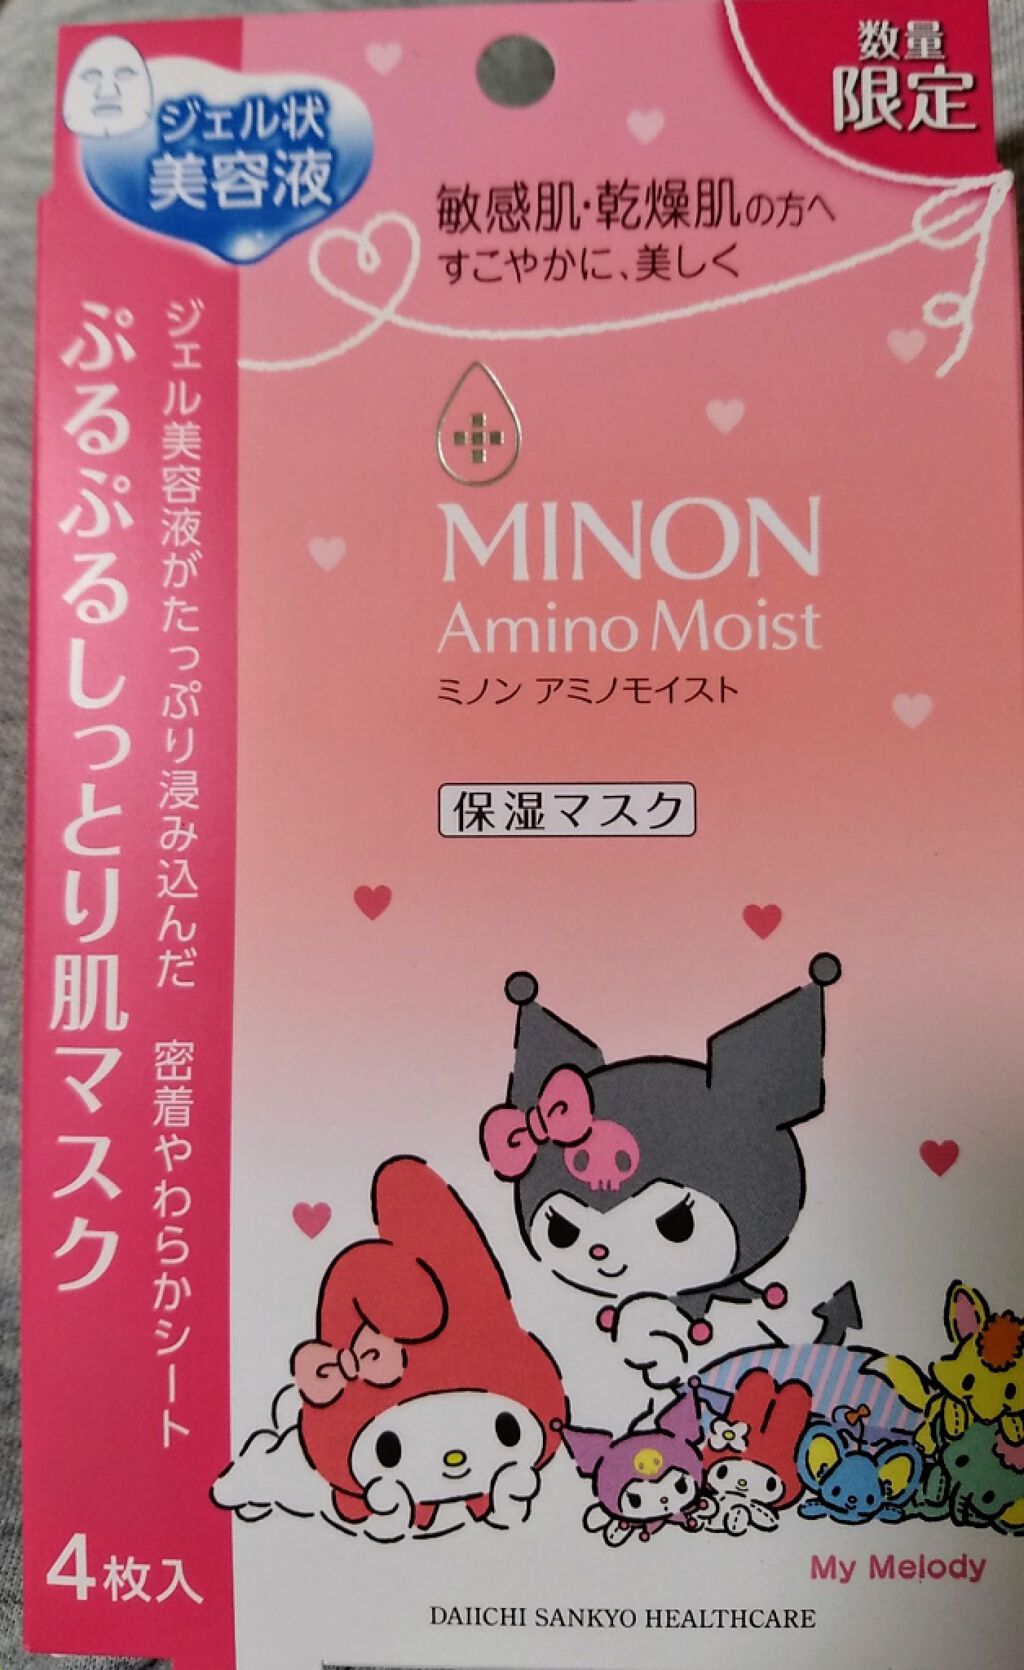 数量
限定
ジェル状
美容液
敏感肌・乾燥肌の方へ
すこやかに、美しく
ジェル美容液がたっぷり浸み込んだ 密着やわらかシート
ぷるぷるしっとり肌マスク
MINON
Amino Moist
ミノン アミノモイスト
保湿マスク
4枚入
My Melody
DAIICHI SANKYO HEALTHCARE